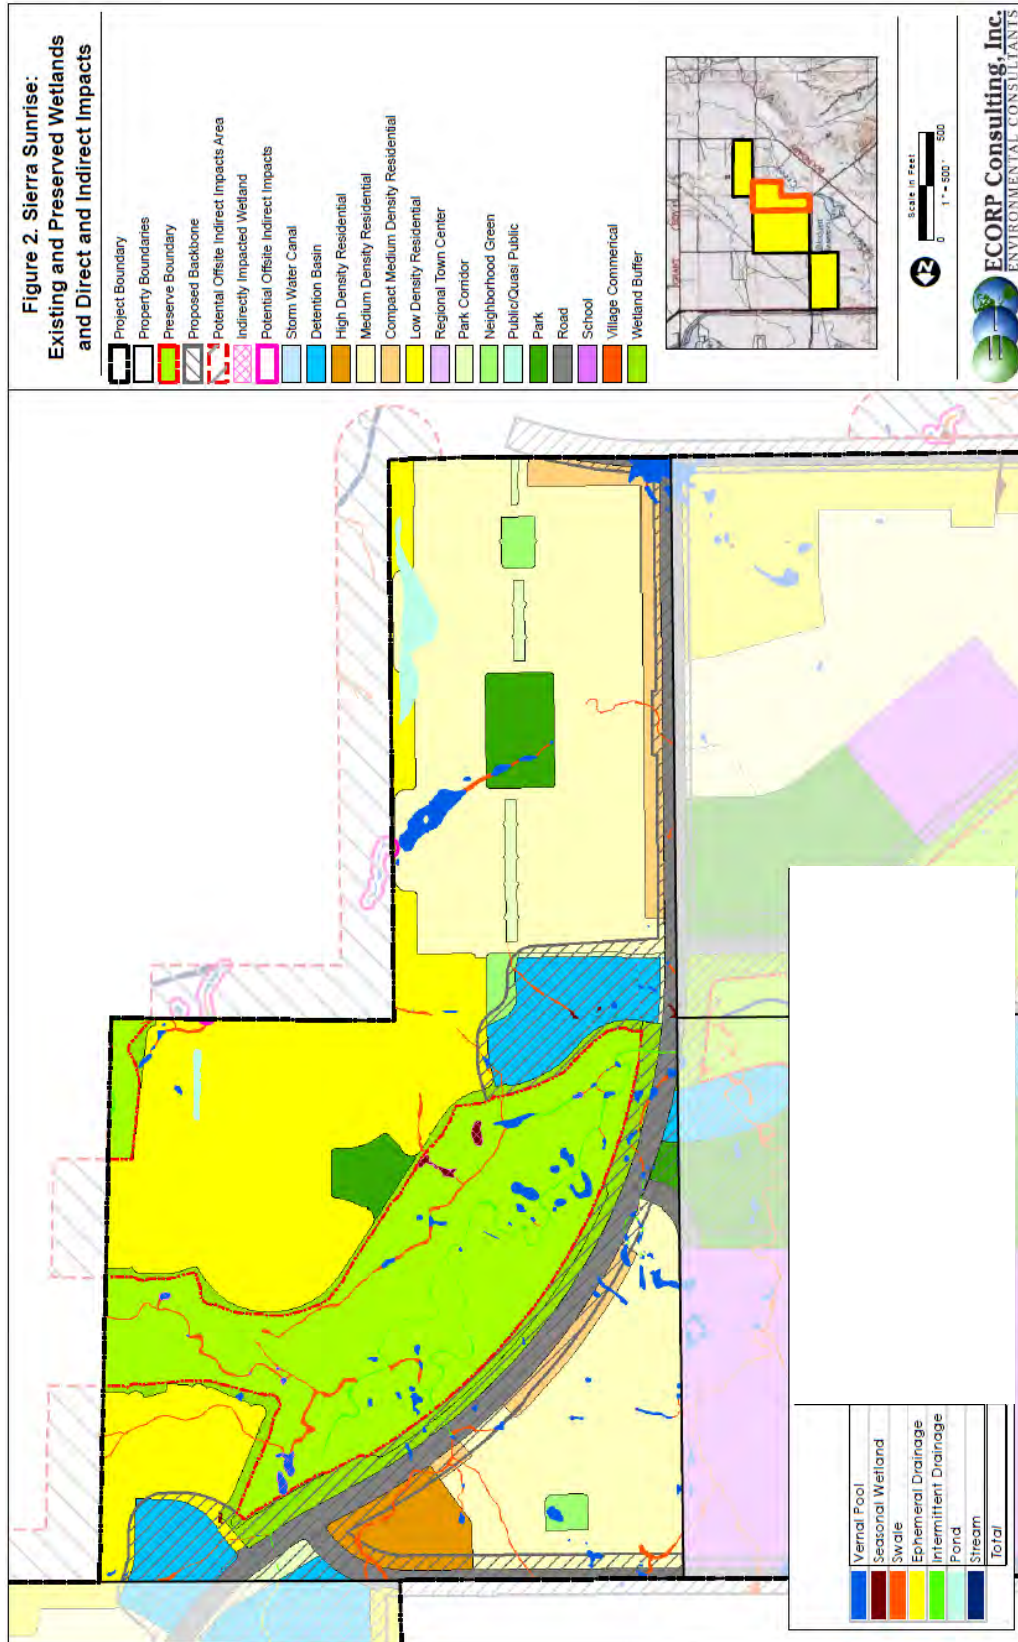 Figure 2. Sierra Sunrise:
Existing and Preserved Wetlands
and Direct and Indirect Impacts
Project Boundary
Property Boundaries
Preserve Boundary
Proposed Backbone
Potental Offsite Indirect Impacts Area
Indirectly Impacted Wetland
Potential Offsite Indirect Impacts
Storm Water Canal
Detention Basin
High Density Residential
Medium Density Residential
Compact Medium Density Residential
Low Density Residential
Regional Town Center
Park Corridor
Neighborhood Green
Public/Quasi Public
Park
Road
School
Village Commerical
Wetland Buffer
Scale in Feet
0 500
1" = 500'
ECORP Consulting, Inc.
ENVIRONMENTAL CONSULTANTS
Vernal Pool
Seasonal Wetland
Swale
Ephemeral Drainage
Intermittent Drainage
Pond
Stream
Total